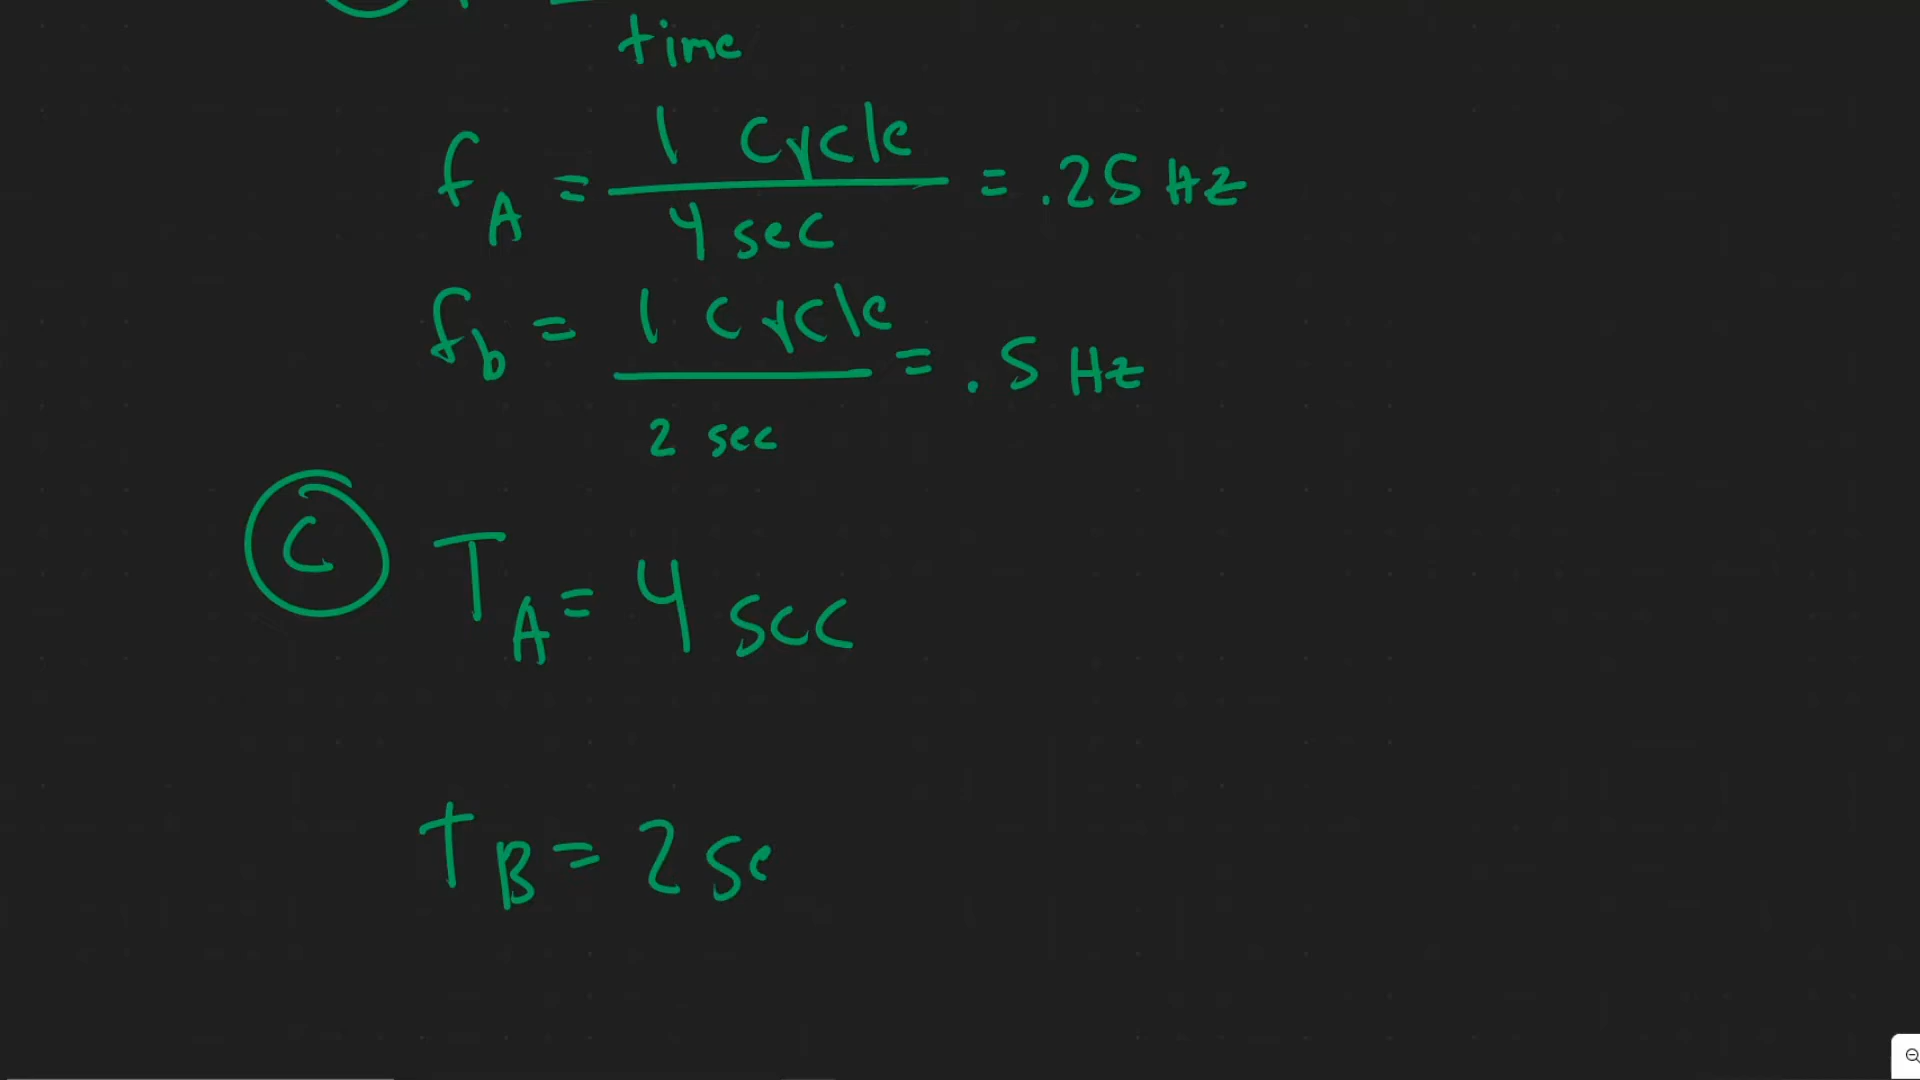 time
f_A = 1 cycle / 4 sec = .25 Hz
f_b = 1 cycle / 2 sec = .5 Hz
C T_A = 4 sec
T_B = 2 se